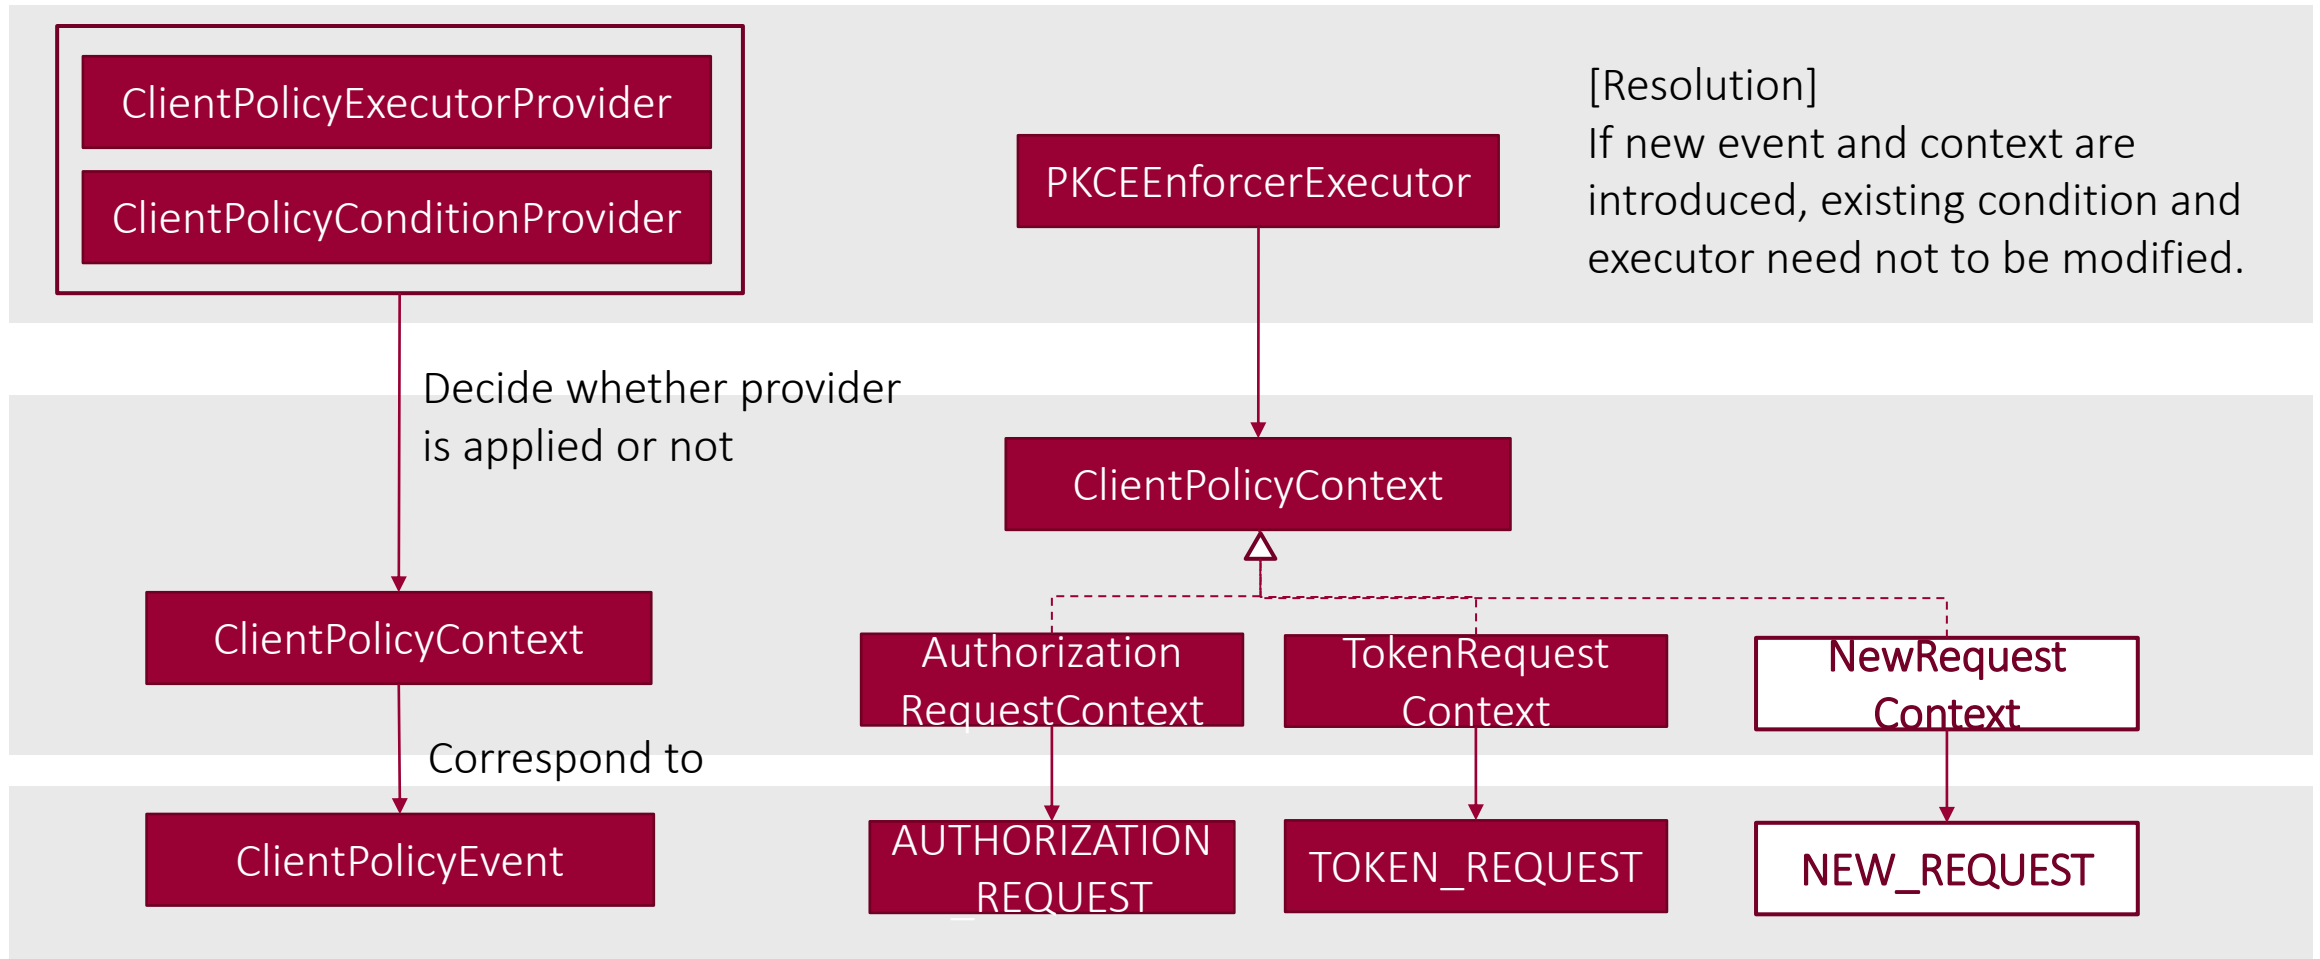 ClientPolicyExecutorProvider
ClientPolicyConditionProvider
PKCEEnforcerExecutor
[Resolution]
If new event and context are
introduced, existing condition and
executor need not to be modified.
Decide whether provider
is applied or not
ClientPolicyContext
ClientPolicyContext
Authorization
RequestContext
TokenRequest
Context
NewRequest
Context
Correspond to
ClientPolicyEvent
AUTHORIZATION
_REQUEST
TOKEN_REQUEST
NEW_REQUEST